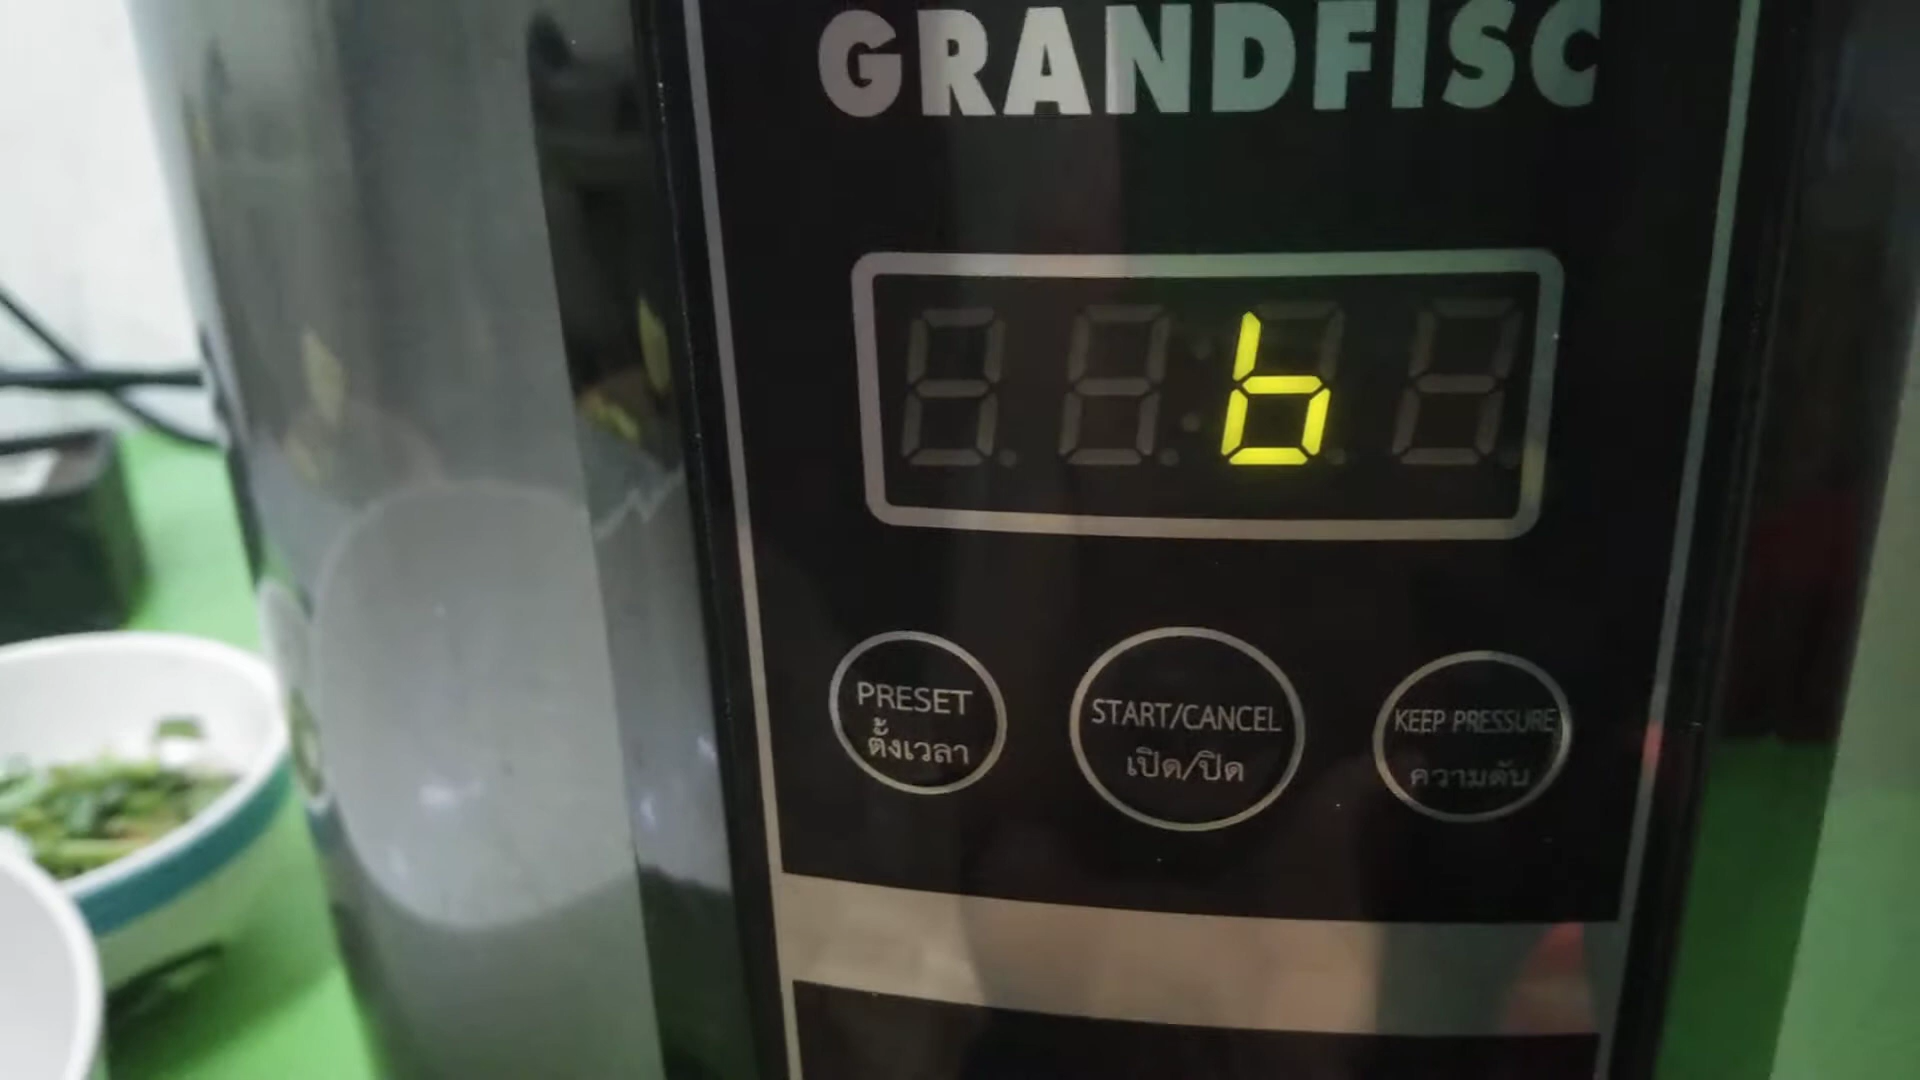 GRANDFISC
b
PRESET
ตั้งเวลา
START/CANCEL
เปิด/ปิด
KEEP PRESSURE
ความดัน